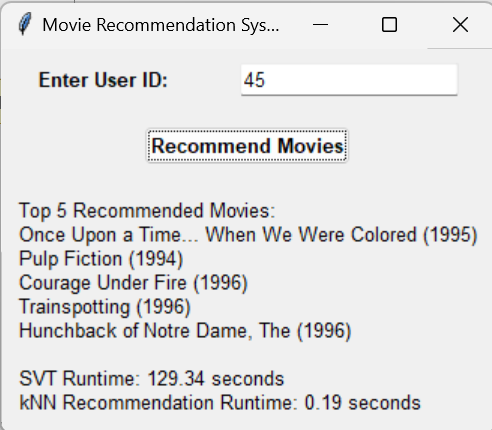 Movie Recommendation Sys...
Enter User ID:
45
Recommend Movies
Top 5 Recommended Movies:
Once Upon a Time... When We Were Colored (1995)
Pulp Fiction (1994)
Courage Under Fire (1996)
Trainspotting (1996)
Hunchback of Notre Dame, The (1996)
SVT Runtime: 129.34 seconds
kNN Recommendation Runtime: 0.19 seconds